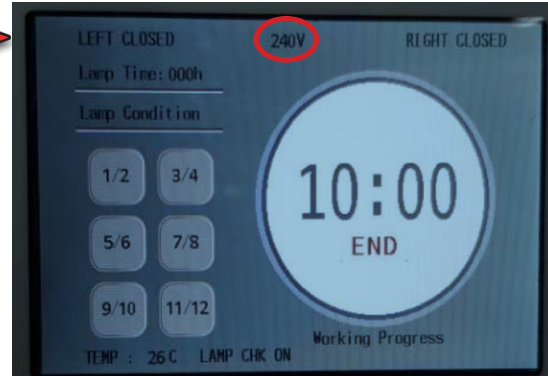 LEFT CLOSED 240V RIGHT CLOSED
Lamp Time: 000h
Lamp Condition
1/2 3/4
5/6 7/8
9/10 11/12
10:00
END
Working Progress
TEMP : 26 C LAMP CHK ON